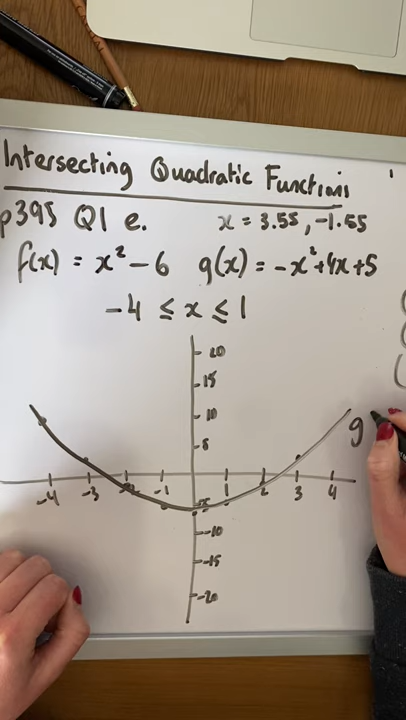 Intersecting Quadratic Functions
p395 Q1 e. x = 3.55, -1.55
f(x) = x² - 6 g(x) = -x² + 4x + 5
-4 ≤ x ≤ 1
20
15
10
g
5
-4 -3 -2 -1 1 2 3 4
-5
-10
-15
-20